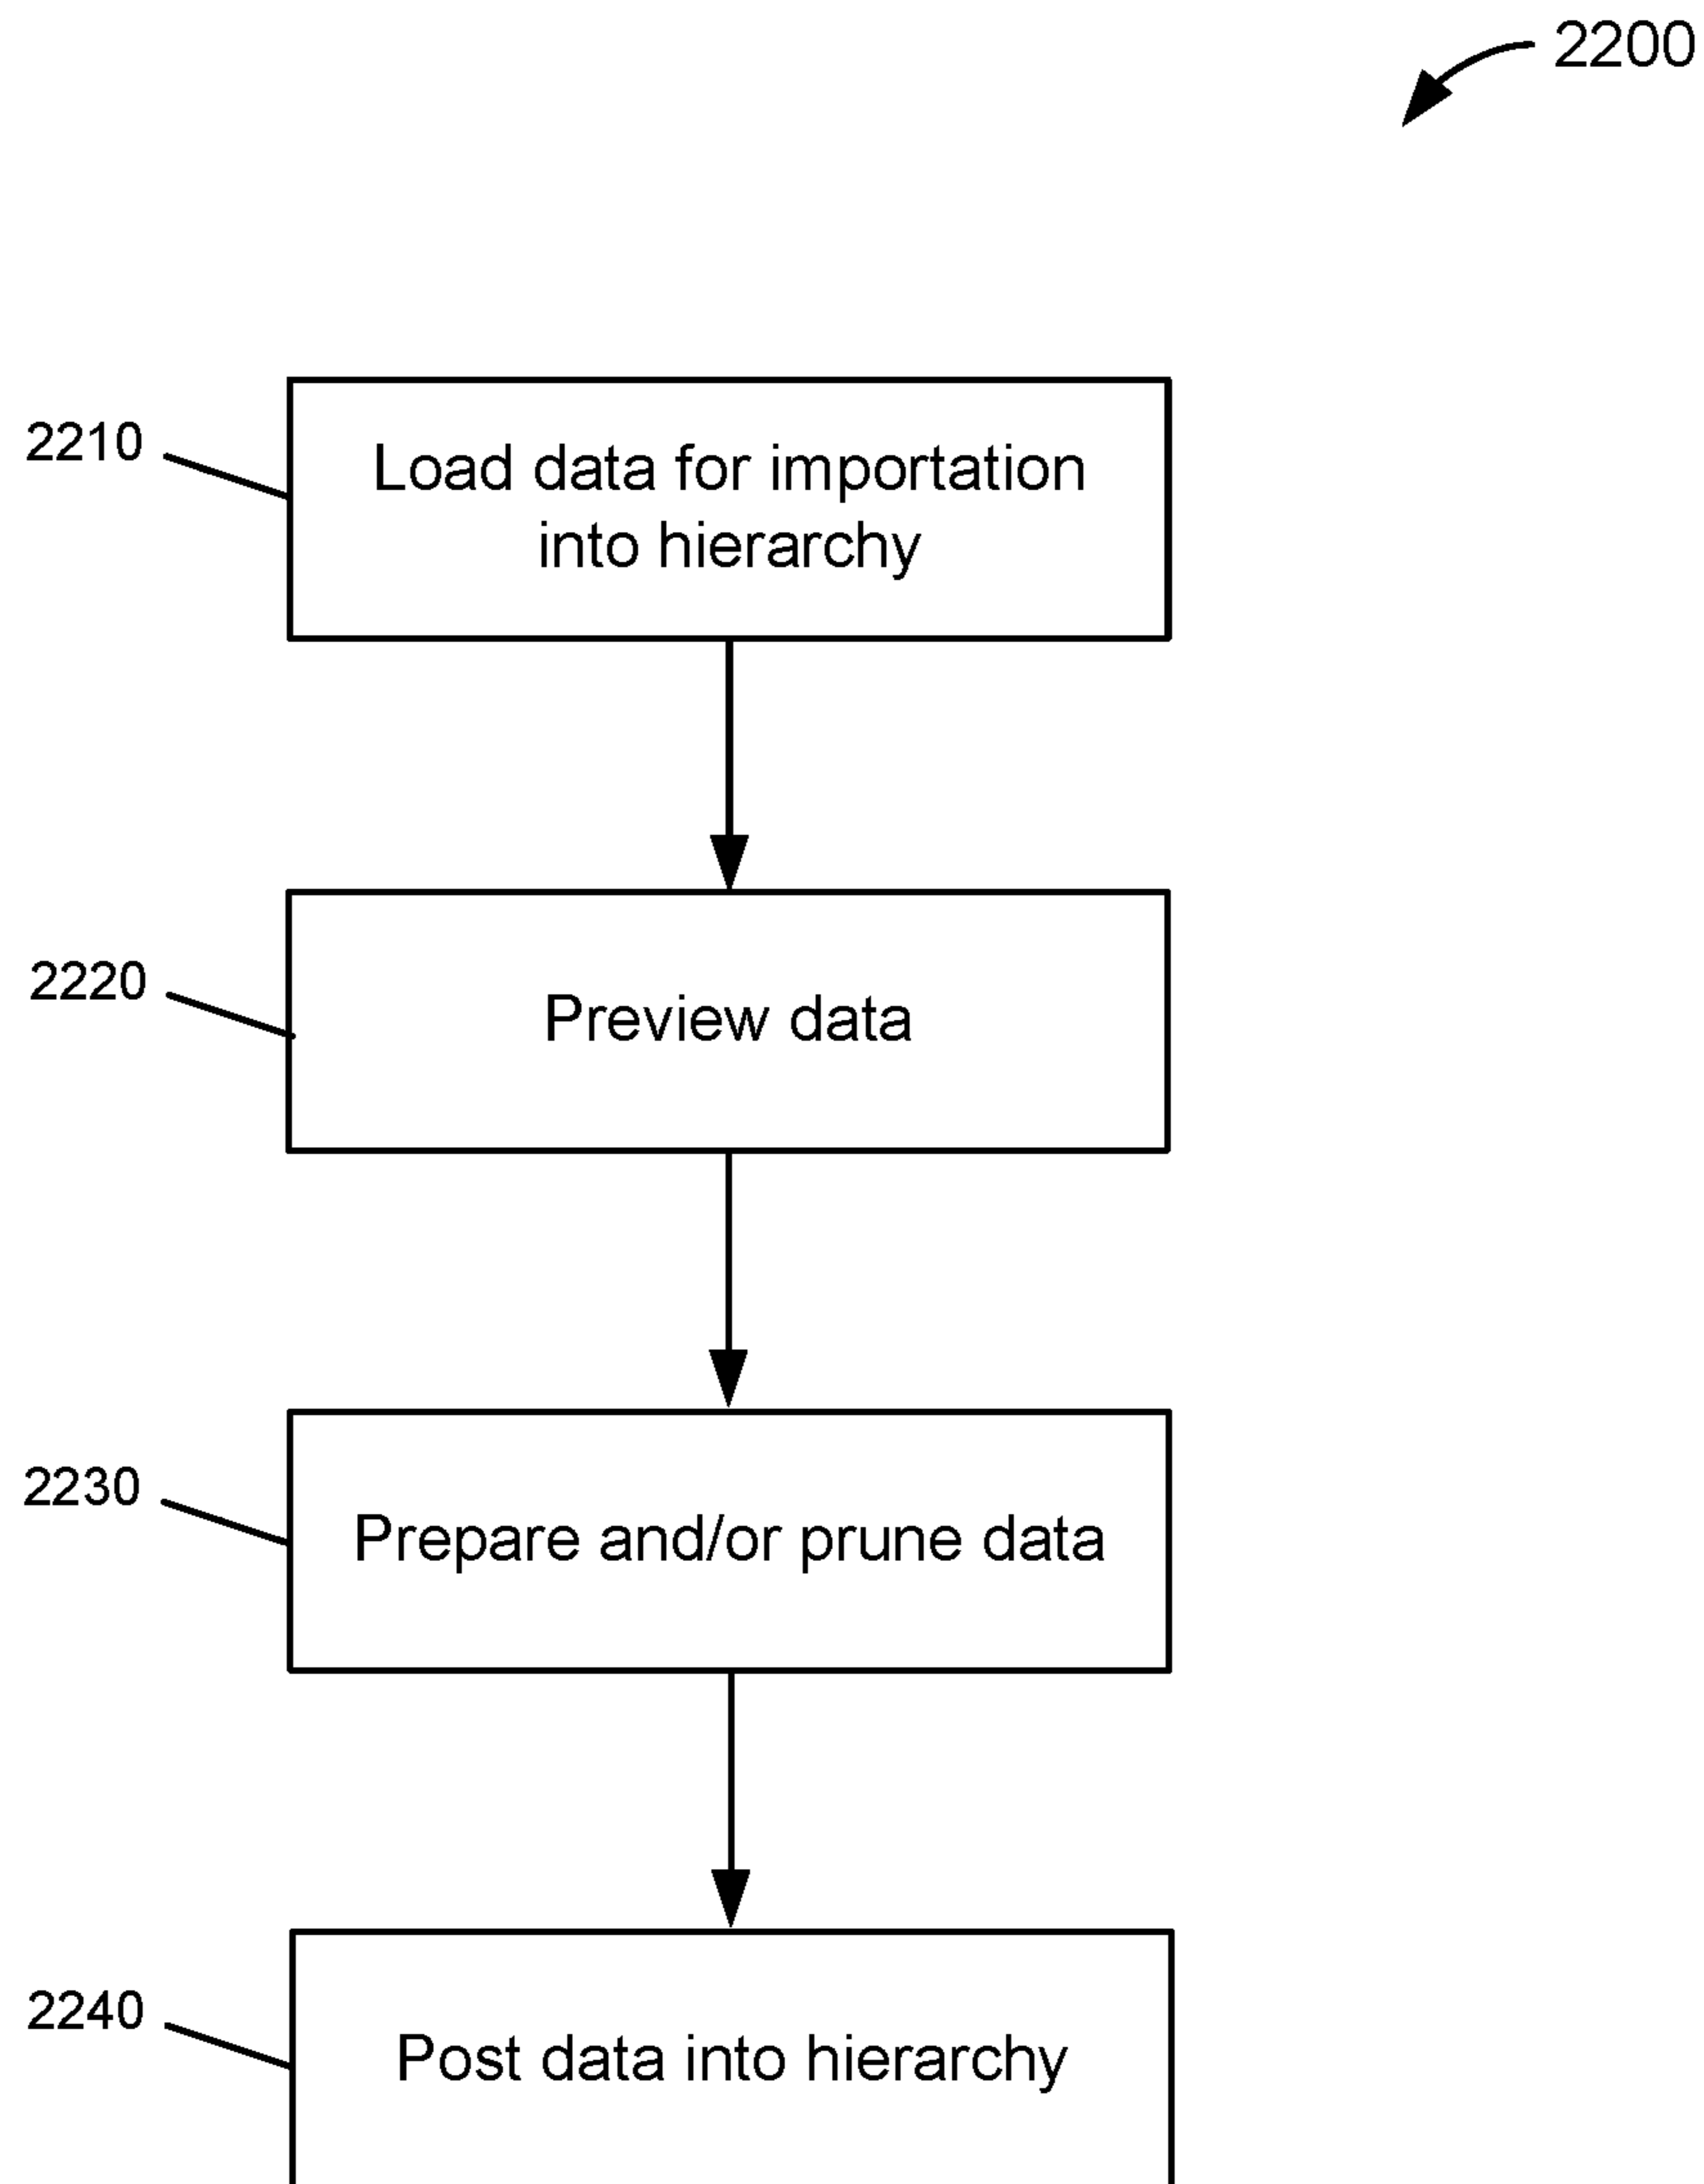 2200
2210
Load data for importation
into hierarchy
2220
Preview data
2230
Prepare and/or prune data
2240
Post data into hierarchy